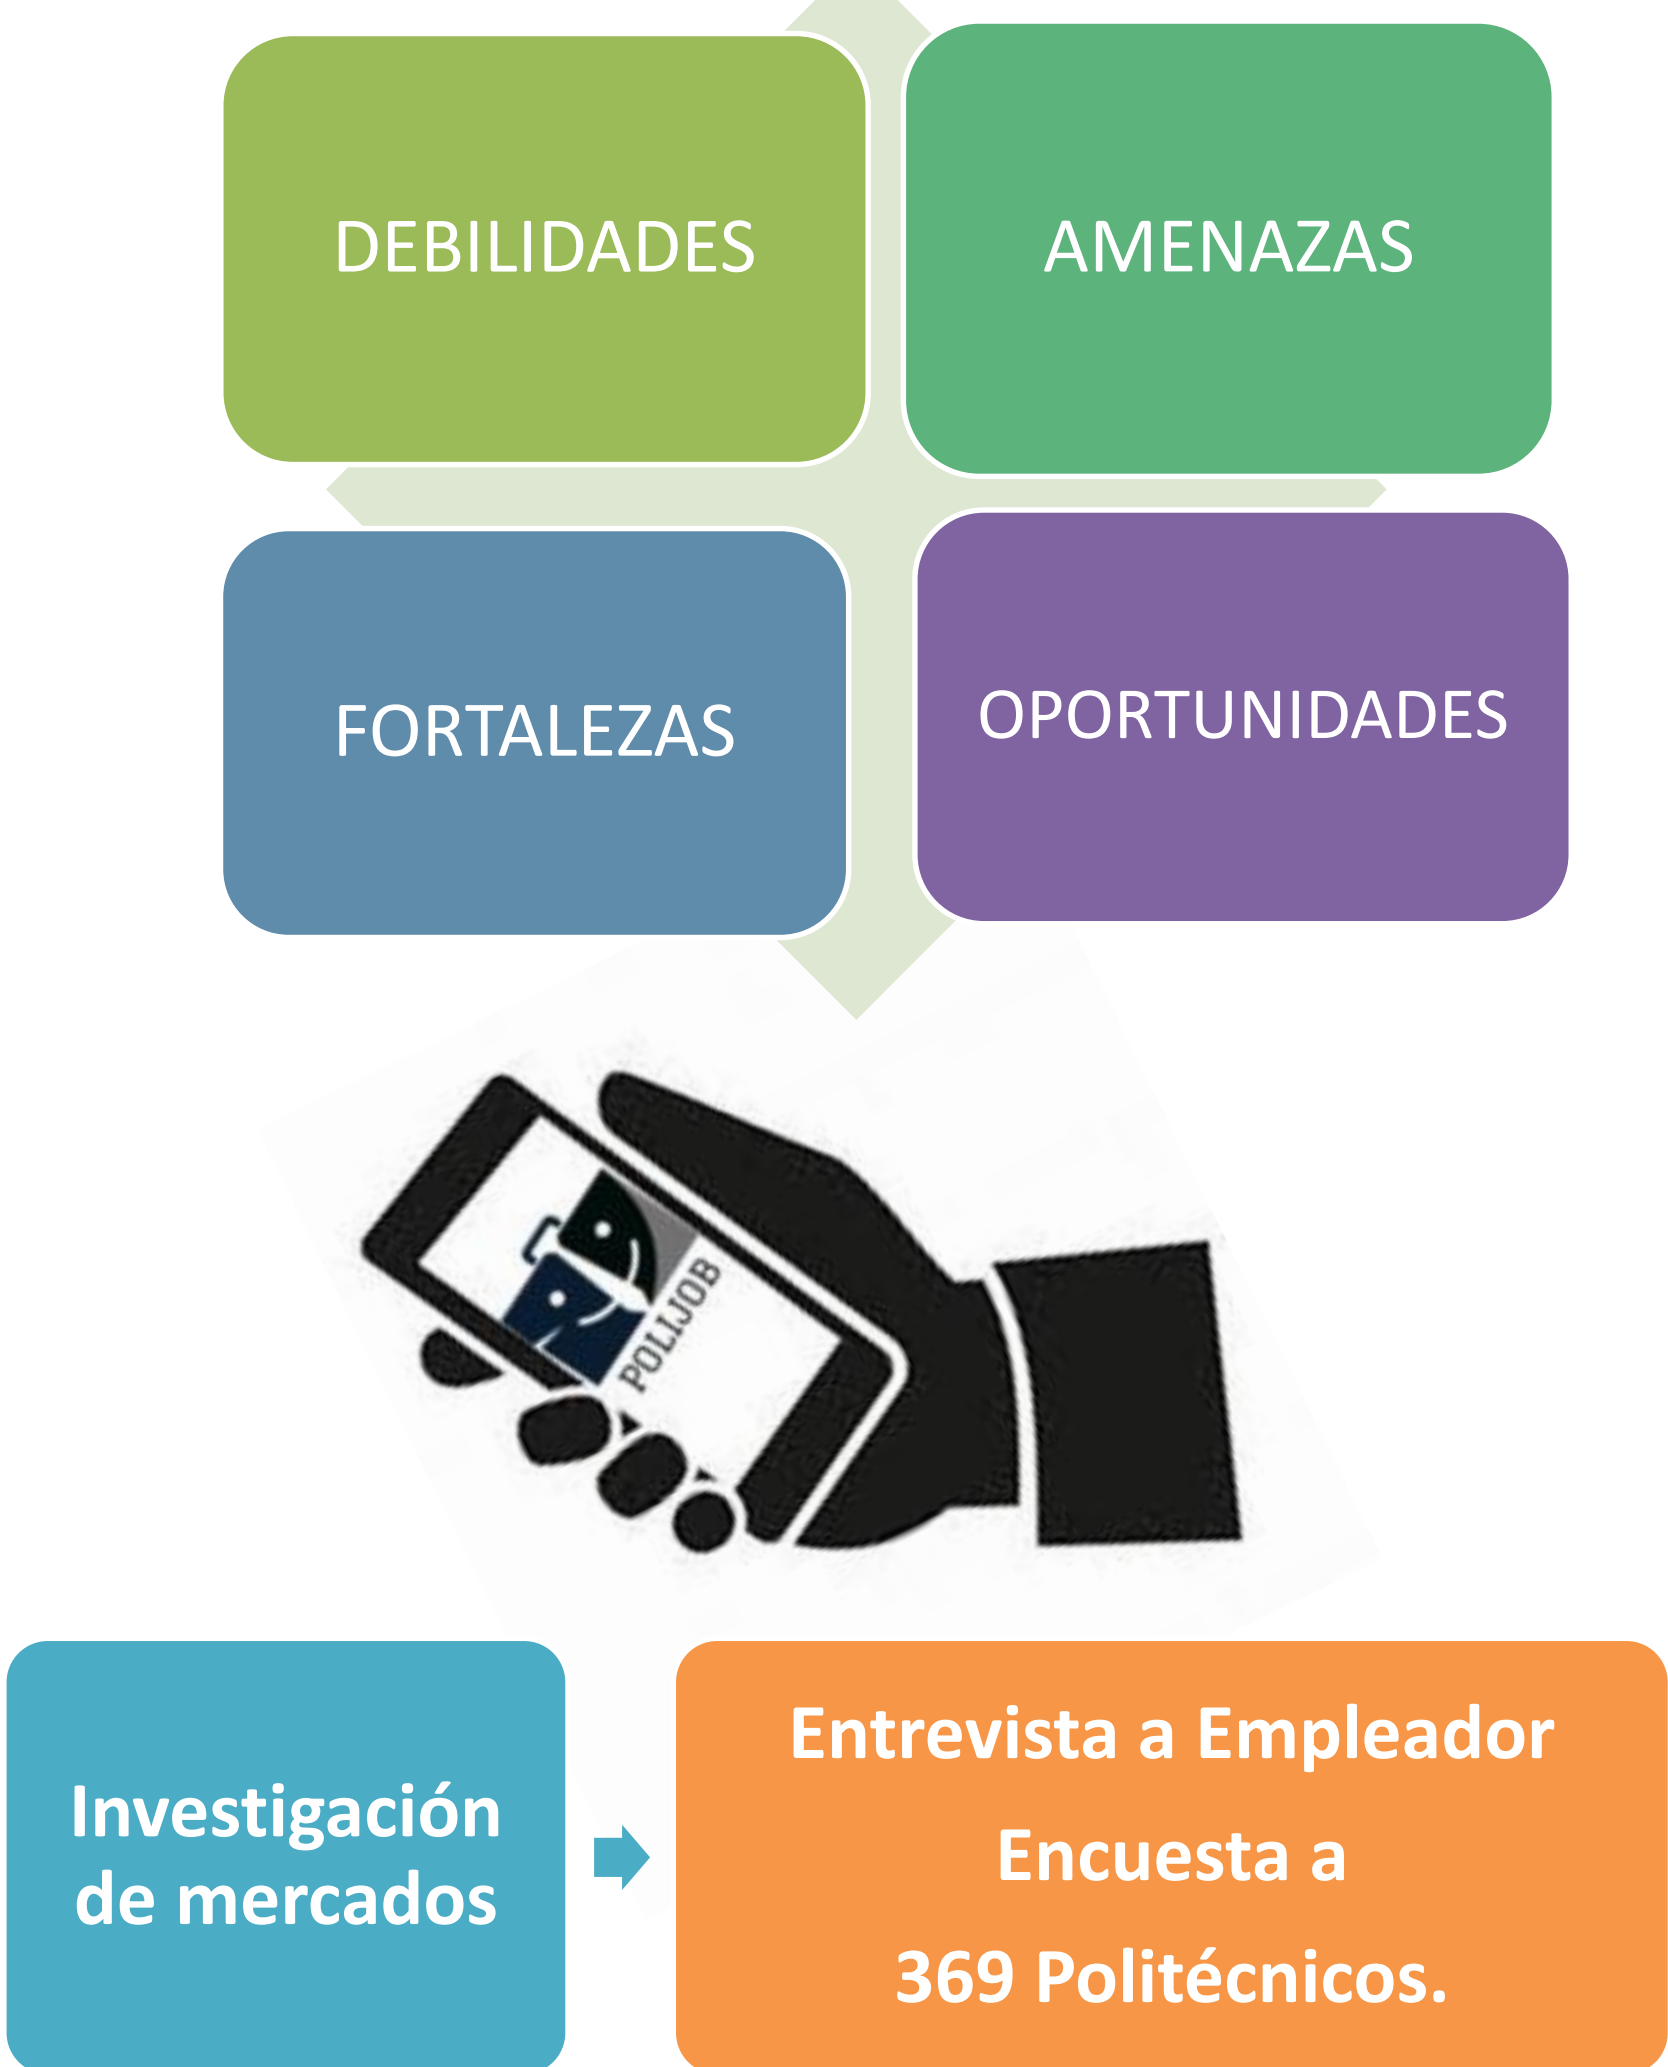 DEBILIDADES
AMENAZAS
FORTALEZAS
OPORTUNIDADES
POLIJOB
Investigación
de mercados
Entrevista a Empleador
Encuesta a
369 Politécnicos.